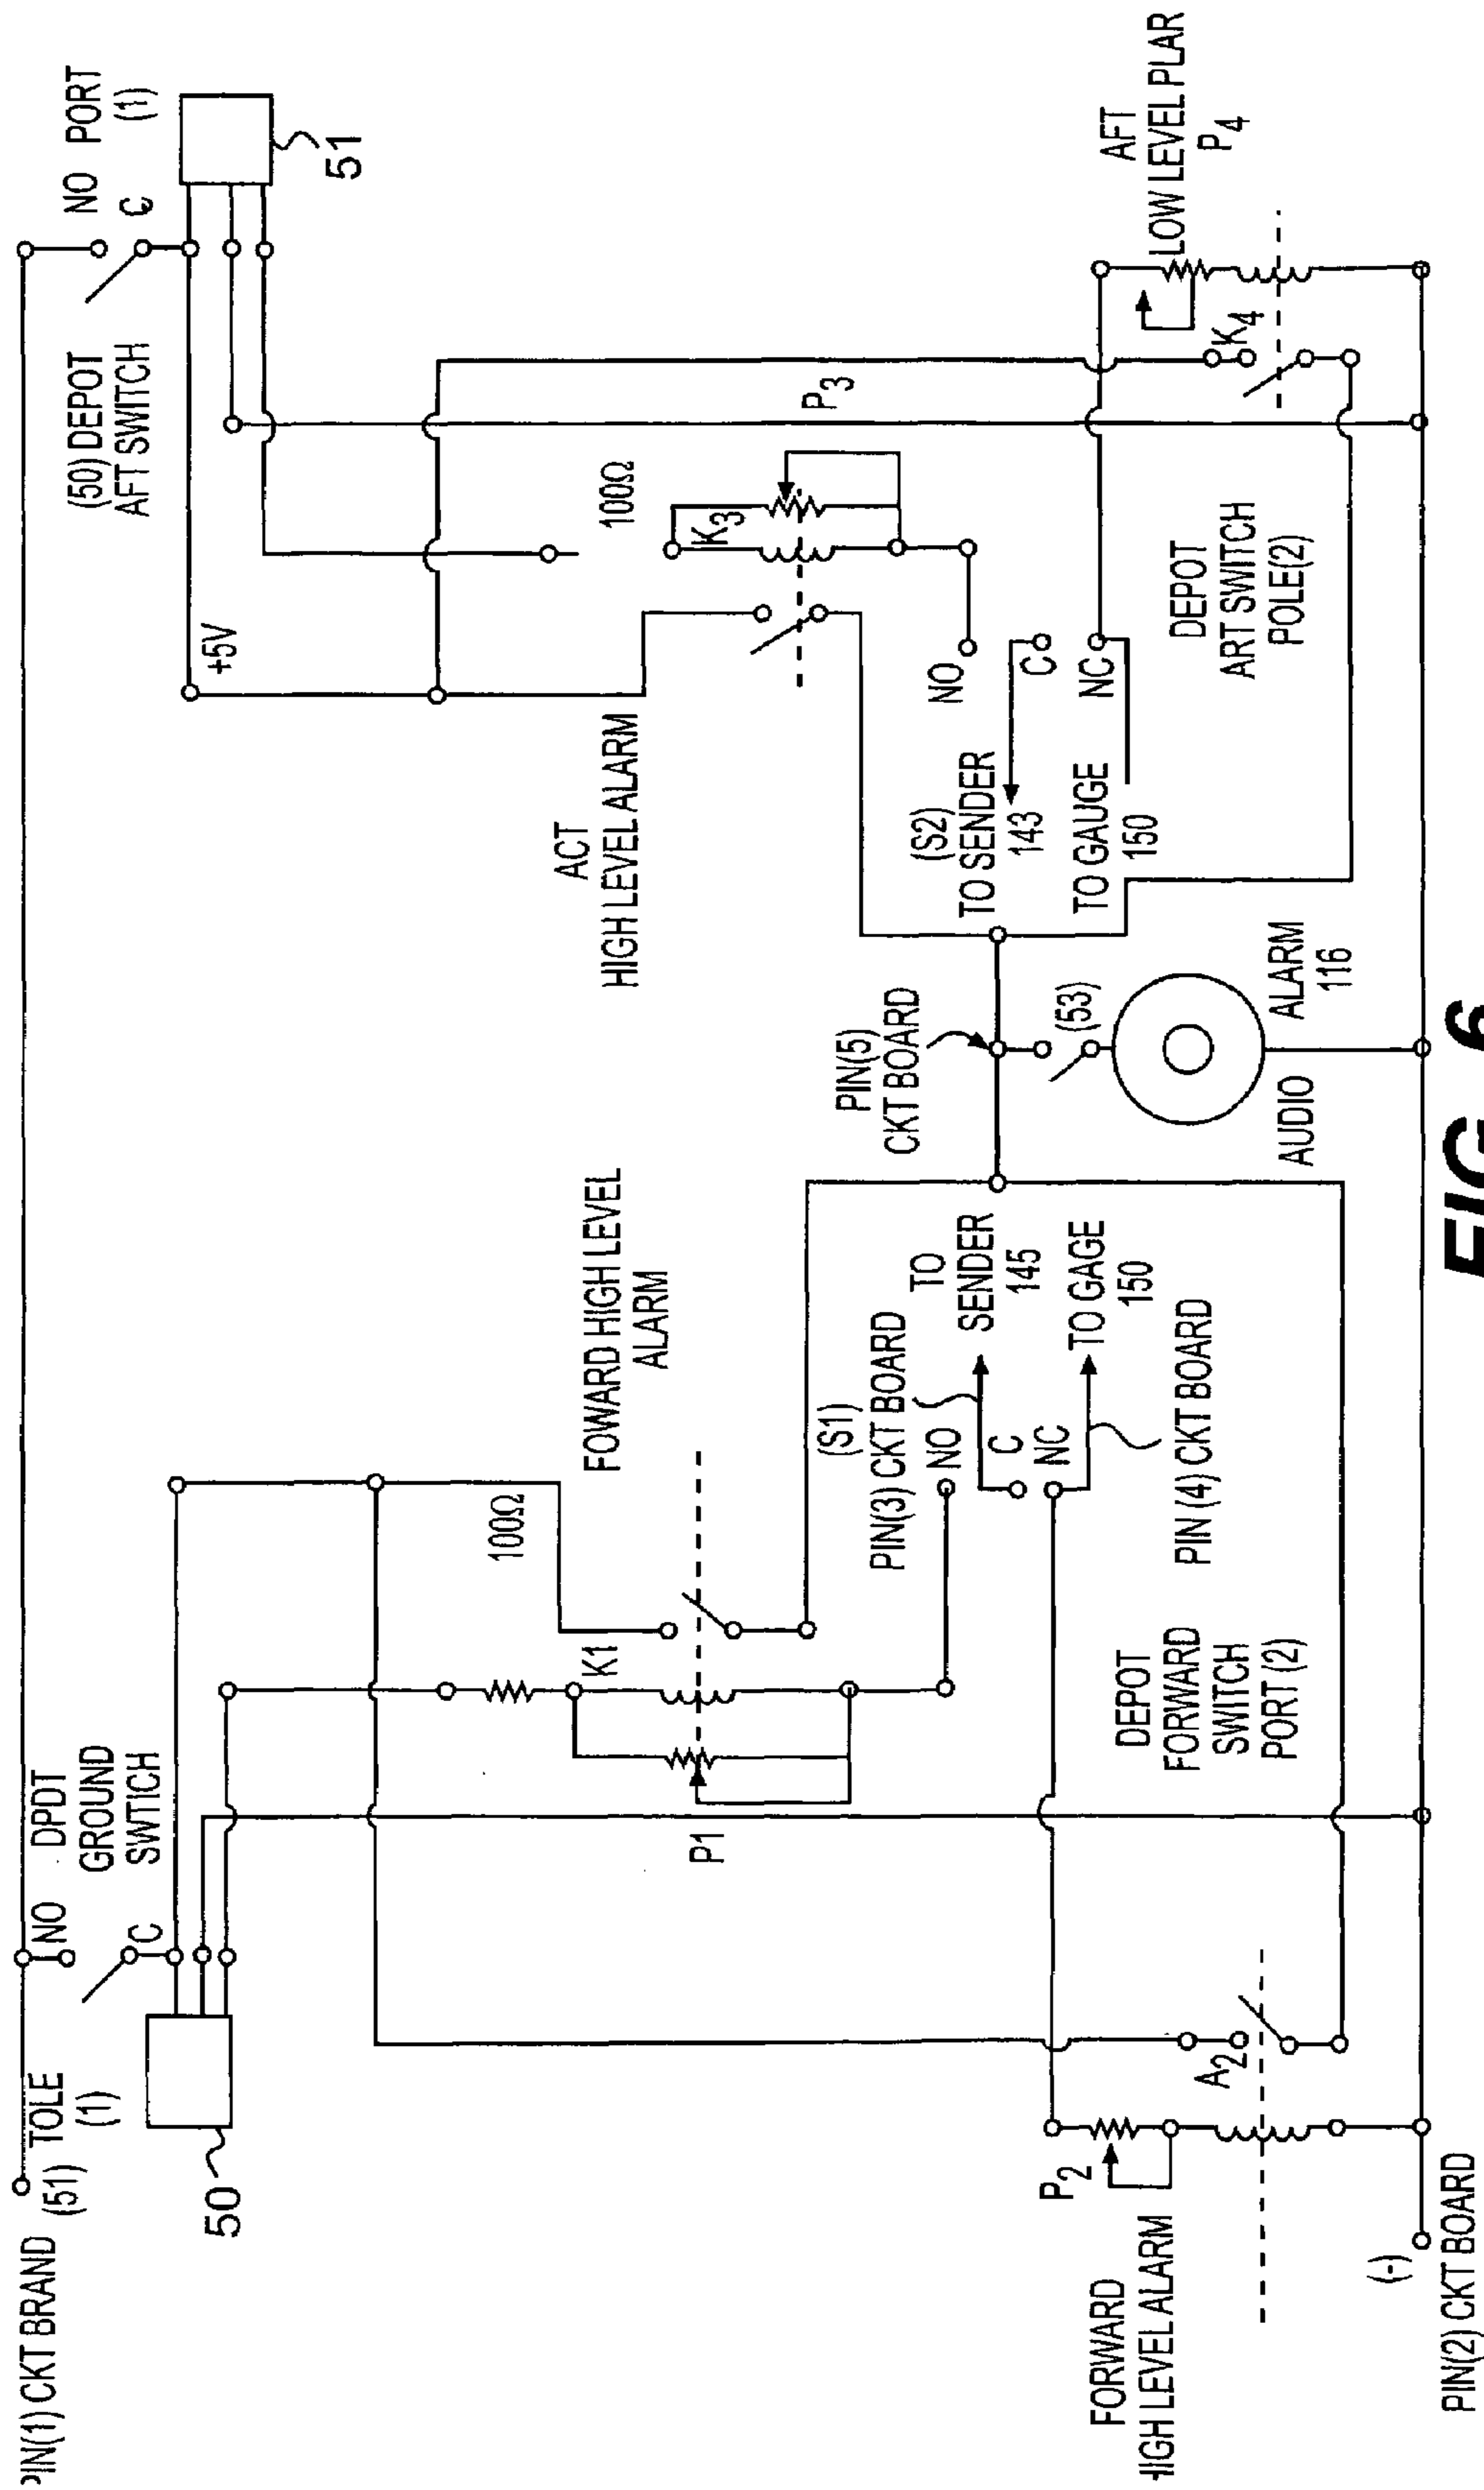 PIN(1) CKT BRAND
(51) TOLE
(1)
NO DPDT
GROUND
SWTICH
C
50
(50) DEPOT
AFT SWITCH
NO PORT
(1)
C
51
+5V
100Ω
K1
P1
FOWARD HIGH LEVEL
ALARM
ACT
HIGH LEVEL ALARM
100Ω
K3
P3
(S1)
PIN(3) CKT BOARD
NO
C
NC
TO
SENDER
145
TO GAGE
150
PIN (4) CKT BOARD
PIN(5)
CKT BOARD
(53)
AUDIO
ALARM
116
(S2)
TO SENDER
143
TO GAUGE
150
NO
C
NC
DEPOT
ART SWITCH
POLE(2)
K4
AFT
LOW LEVEL PLAR
P4
DEPOT
FORWARD
SWITCH
PORT (2)
A2
P2
FORWARD
HIGH LEVEL ALARM
(-)
PIN(2) CKT BOARD
FIG. 6